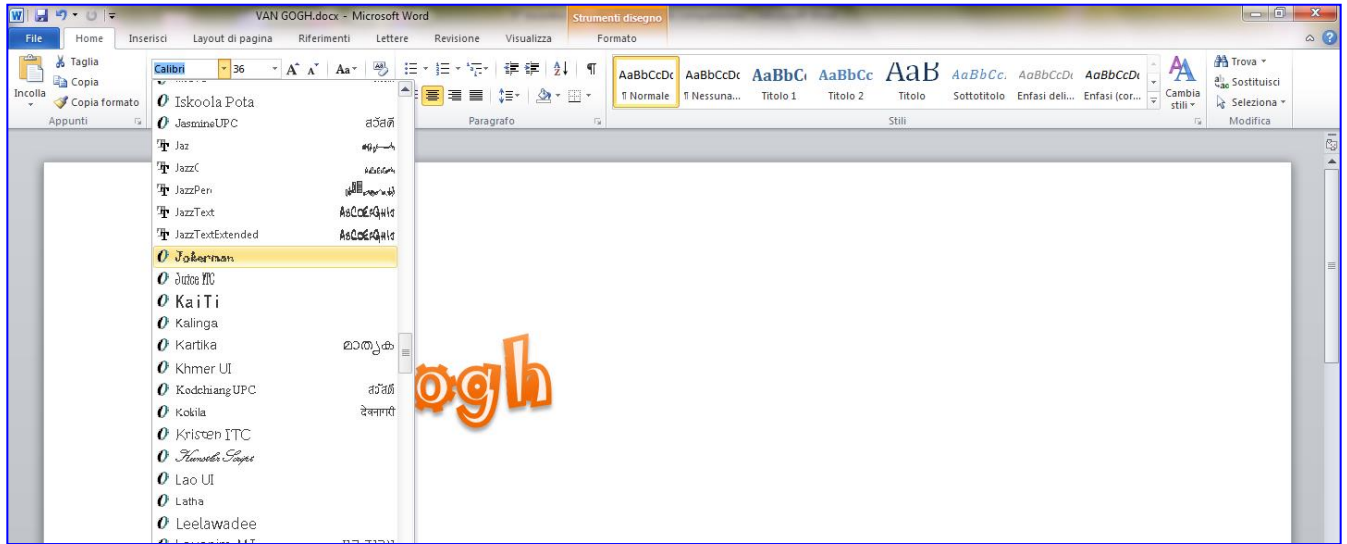 VAN GOGH.docx - Microsoft Word
Strumenti disegno
File Home Inserisci Layout di pagina Riferimenti Lettere Revisione Visualizza Formato
Incolla
Taglia
Copia
Copia formato
Appunti
Calibri 36
Paragrafo
AaBbCcDc AaBbCcDc AaBbC AaBbCc AaB AaBbCc. AaBbCcDc AaBbCcDc
¶ Normale ¶ Nessuna... Titolo 1 Titolo 2 Titolo Sottotitolo Enfasi deli... Enfasi (cor...
Stili
Cambia stili
Trova
Sostituisci
Seleziona
Modifica
Iskoola Pota
JasmineUPC สวัสดี
Jaz
JazzC
JazzPer
JazzText
JazzTextExtended
Jokerman
Juice ITC
KaiTi
Kalinga
Kartika മാതൃക
Khmer UI
KodchiangUPC สวัสดี
Kokila देवनागरी
Kristen ITC
Kunstler Script
Lao UI
Latha
Leelawadee
ogh